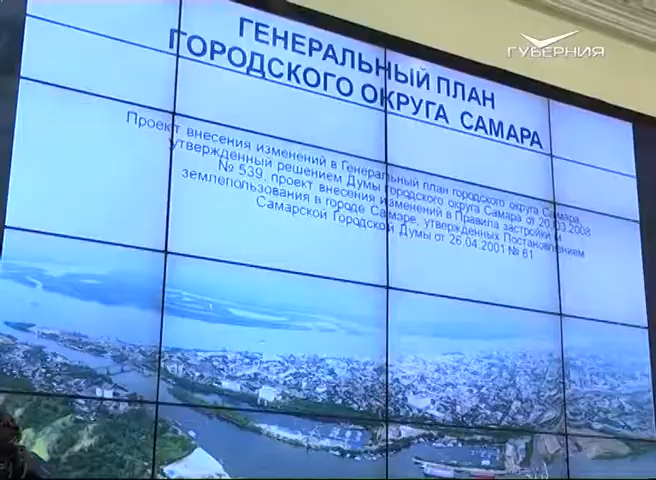 ГУБЕРНИЯ
ГЕНЕРАЛЬНЫЙ ПЛАН
ГОРОДСКОГО ОКРУГА САМАРА
Проект внесения изменений в Генеральный план городского округа Самара,
утвержденный решением Думы городского округа Самара от 20.03.2008
№ 539, проект внесения изменений в Правила застройки и
землепользования в городе Самаре, утвержденных Постановлением
Самарской Городской Думы от 26.04.2001 № 61